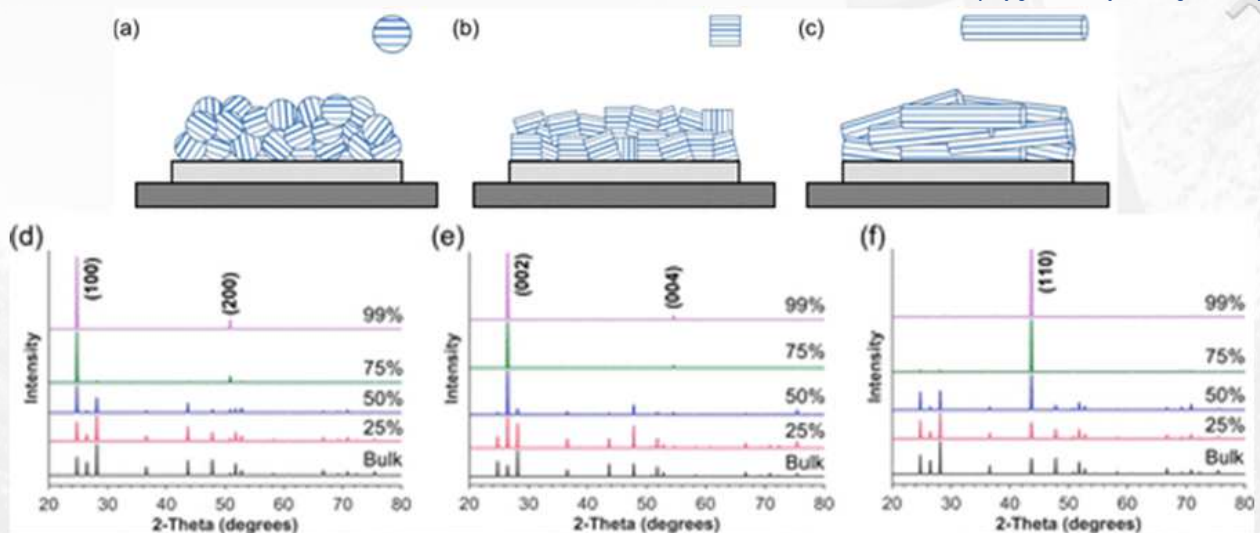 (a)
(b)
(c)
(d)
(100)
(200)
99%
75%
50%
25%
Bulk
Intensity
20 30 40 50 60 70 80
2-Theta (degrees)
(e)
(002)
(004)
99%
75%
50%
25%
Bulk
Intensity
20 30 40 50 60 70 80
2-Theta (degrees)
(f)
(110)
99%
75%
50%
25%
Bulk
Intensity
20 30 40 50 60 70 80
2-Theta (degrees)